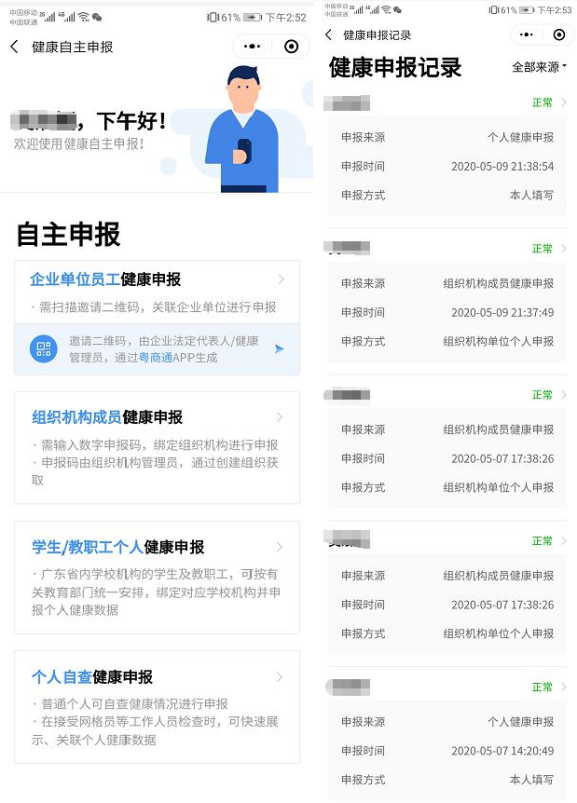 中国移动
中国联通
61%
下午2:52
健康自主申报
，下午好！
欢迎使用健康自主申报！
自主申报
企业单位员工健康申报
· 需扫描邀请二维码，关联企业单位进行申报
邀请二维码，由企业法定代表人/健康
管理员，通过粤商通APP生成
组织机构成员健康申报
· 需输入数字申报码，绑定组织机构进行申报
· 申报码由组织机构管理员，通过创建组织获
取
学生/教职工个人健康申报
· 广东省内学校机构的学生及教职工，可按有
关教育部门统一安排，绑定对应学校机构并申
报个人健康数据
个人自查健康申报
· 普通个人可自查健康情况进行申报
· 在接受网格员等工作人员检查时，可快速展
示、关联个人健康数据
中国移动
中国联通
61%
下午2:53
健康申报记录
健康申报记录 全部来源
正常
申报来源 个人健康申报
申报时间 2020-05-09 21:38:54
申报方式 本人填写
正常
申报来源 组织机构成员健康申报
申报时间 2020-05-09 21:37:49
申报方式 组织机构单位个人申报
正常
申报来源 组织机构成员健康申报
申报时间 2020-05-07 17:38:26
申报方式 组织机构单位个人申报
正常
申报来源 组织机构成员健康申报
申报时间 2020-05-07 17:38:26
申报方式 组织机构单位个人申报
正常
申报来源 个人健康申报
申报时间 2020-05-07 14:20:49
申报方式 本人填写